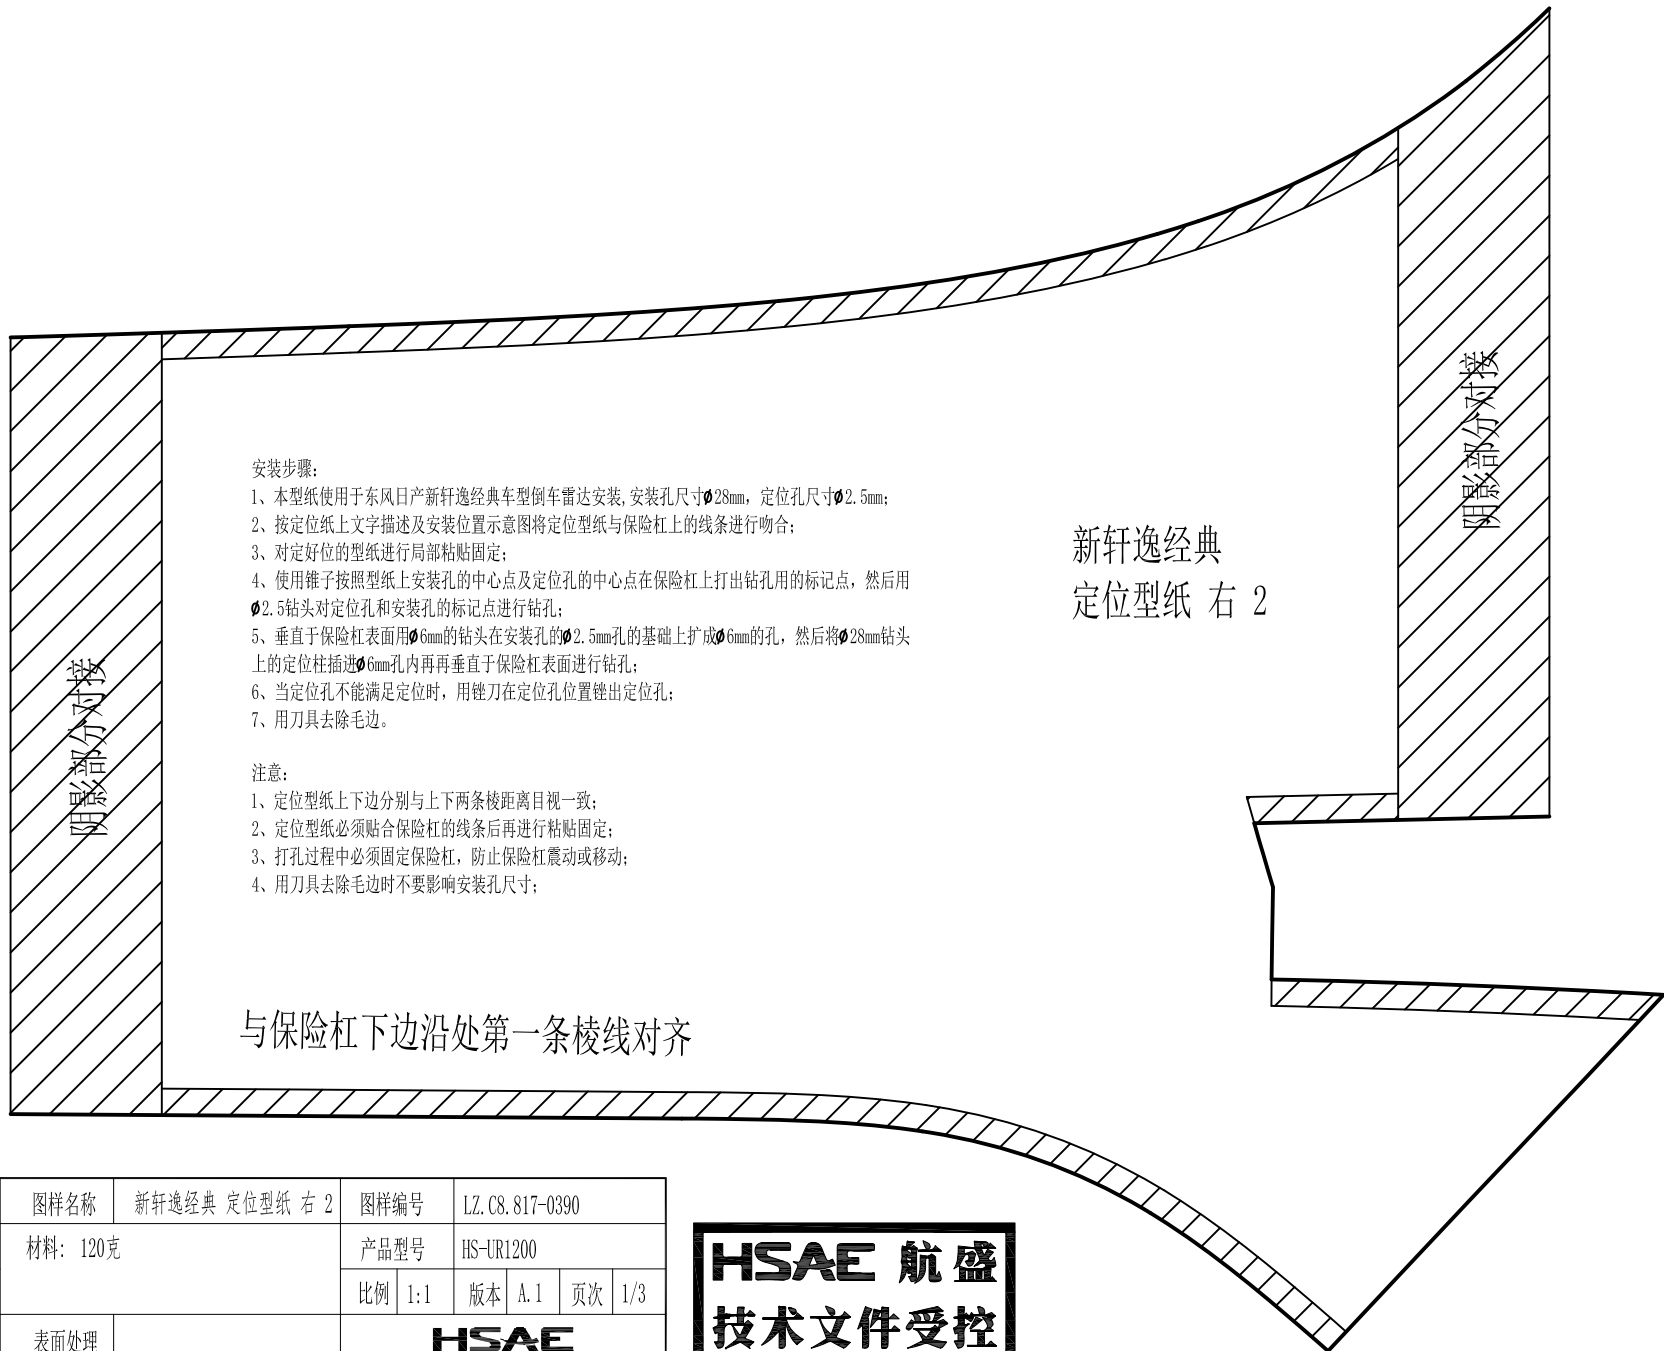 安装步骤:
1、本型纸使用于东风日产新轩逸经典车型倒车雷达安装,安装孔尺寸Ø28mm，定位孔尺寸Ø2.5mm;
2、按定位纸上文字描述及安装位置示意图将定位型纸与保险杠上的线条进行吻合;
3、对定好位的型纸进行局部粘贴固定;
4、使用锥子按照型纸上安装孔的中心点及定位孔的中心点在保险杠上打出钻孔用的标记点，然后用
Ø2.5钻头对定位孔和安装孔的标记点进行钻孔;
5、垂直于保险杠表面用Ø6mm的钻头在安装孔的Ø2.5mm孔的基础上扩成Ø6mm的孔，然后将Ø28mm钻头
上的定位柱插进Ø6mm孔内再再垂直于保险杠表面进行钻孔;
6、当定位孔不能满足定位时，用锉刀在定位孔位置锉出定位孔;
7、用刀具去除毛边。
注意:
1、定位型纸上下边分别与上下两条棱距离目视一致;
2、定位型纸必须贴合保险杠的线条后再进行粘贴固定;
3、打孔过程中必须固定保险杠，防止保险杠震动或移动;
4、用刀具去除毛边时不要影响安装孔尺寸;
新轩逸经典
定位型纸 右 2
阴影部分对接
阴影部分对接
与保险杠下边沿处第一条棱线对齐
图样名称 新轩逸经典 定位型纸 右 2 图样编号 LZ.C8.817-0390
材料: 120克 产品型号 HS-UR1200
比例 1:1 版本 A.1 页次 1/3
表面处理 HSAE
HSAE 航盛
技术文件受控